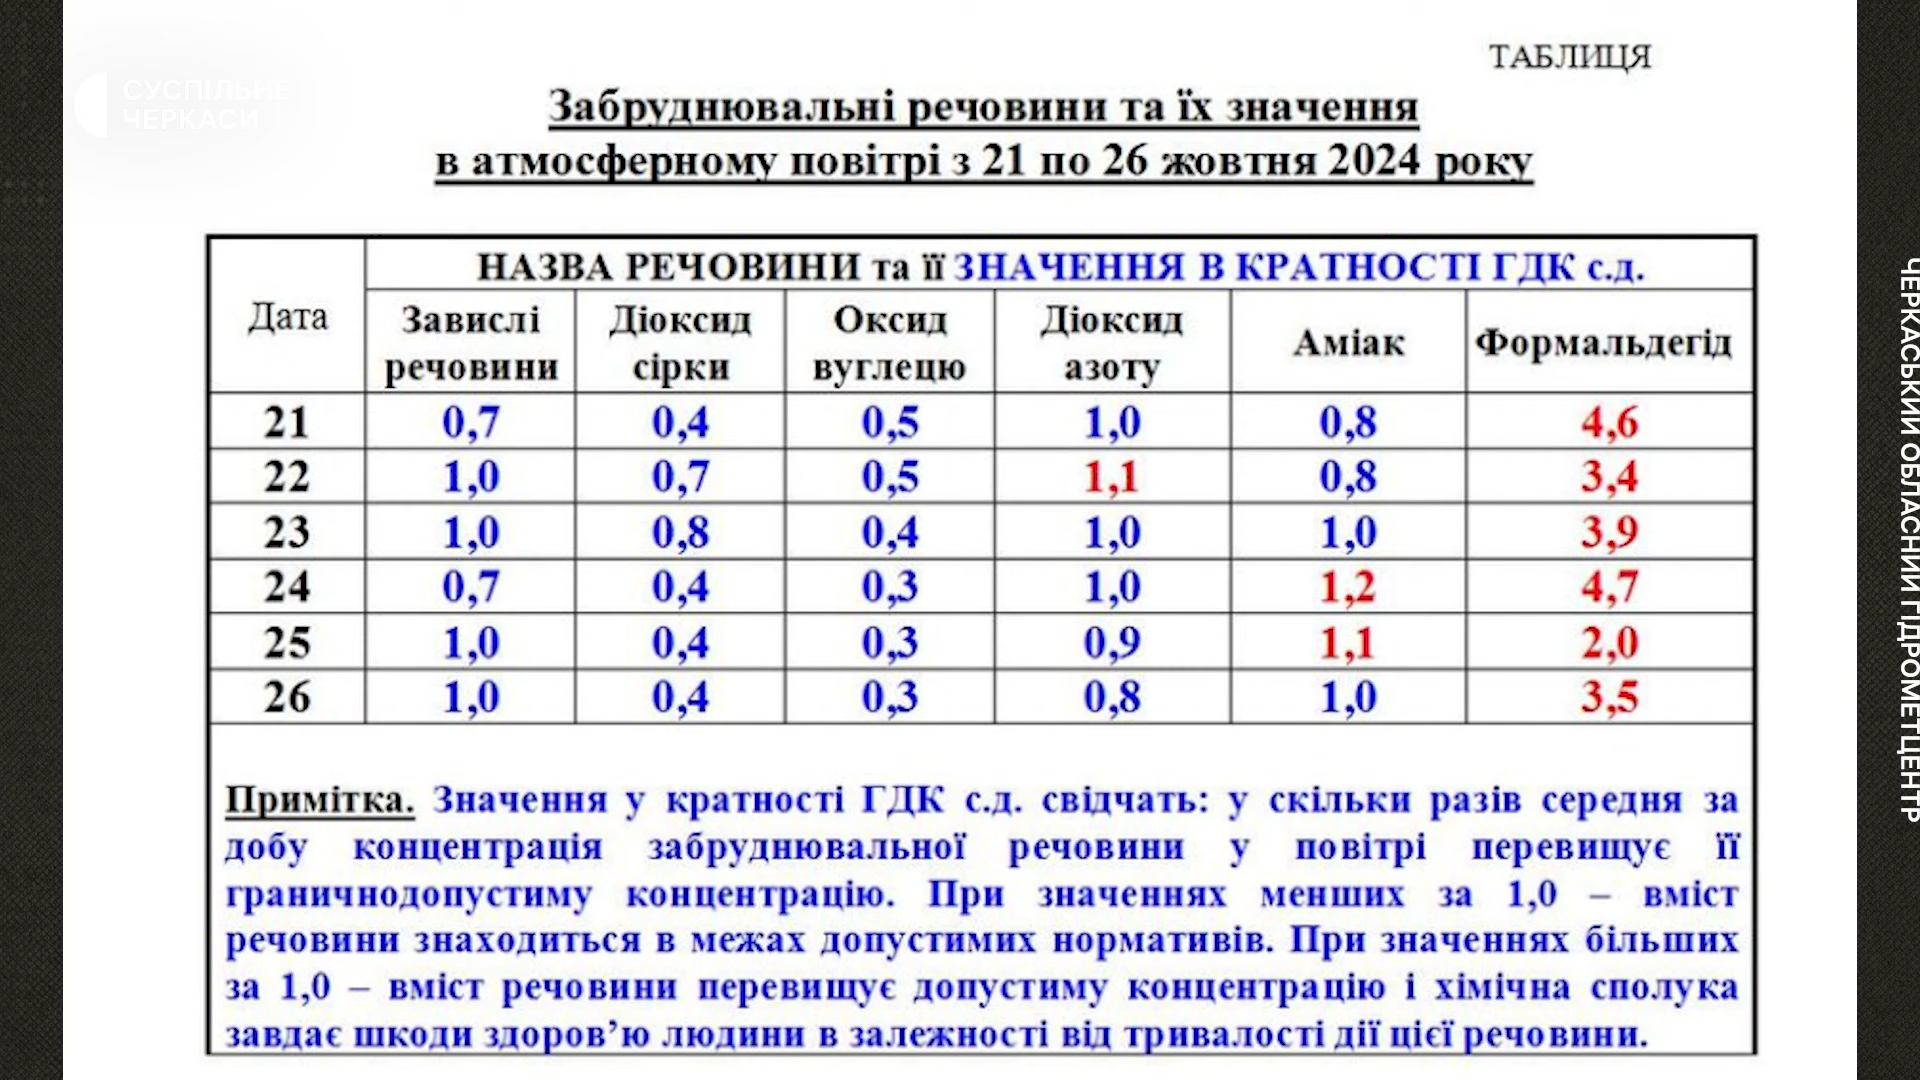 ТАБЛИЦЯ
СУСПІЛЬНЕ
ЧЕРКАСИ
Забруднювальні речовини та їх значення
в атмосферному повітрі з 21 по 26 жовтня 2024 року
Дата
НАЗВА РЕЧОВИНИ та її ЗНАЧЕННЯ В КРАТНОСТІ ГДК с.д.
Завислі речовини Діоксид сірки Оксид вуглецю Діоксид азоту Аміак Формальдегід
21 0,7 0,4 0,5 1,0 0,8 4,6
22 1,0 0,7 0,5 1,1 0,8 3,4
23 1,0 0,8 0,4 1,0 1,0 3,9
24 0,7 0,4 0,3 1,0 1,2 4,7
25 1,0 0,4 0,3 0,9 1,1 2,0
26 1,0 0,4 0,3 0,8 1,0 3,5
Примітка. Значення у кратності ГДК с.д. свідчать: у скільки разів середня за
добу концентрація забруднювальної речовини у повітрі перевищує її
граничнодопустиму концентрацію. При значеннях менших за 1,0 – вміст
речовини знаходиться в межах допустимих нормативів. При значеннях більших
за 1,0 – вміст речовини перевищує допустиму концентрацію і хімічна сполука
завдає шкоди здоров’ю людини в залежності від тривалості дії цієї речовини.
ЧЕРКАСЬКИЙ ОБЛАСНИЙ ГІДРОМЕТЦЕНТР